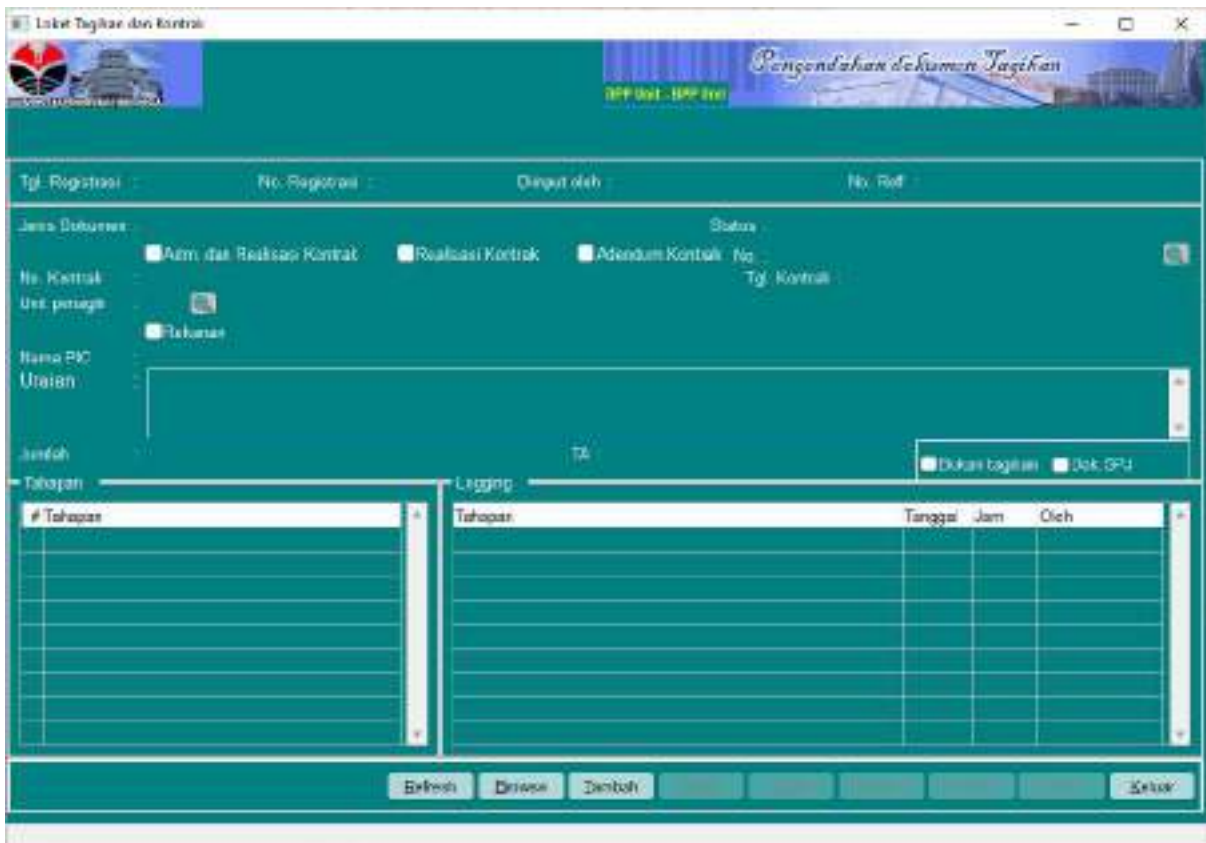 Loket Tagihan dan Kontrak
Pengendalian dokumen Tagihan
BPP Unit - BPP Unit
Tgl. Registrasi : No. Registrasi : Diinput oleh : No. Reff :
Jenis Dokumen : Status
Adm. dan Realisasi Kontrak Realisasi Kontrak Adendum Kontrak No. :
No. Kontrak : Tgl. Kontrak
Unit penagih :
Rekanan
Nama PIC :
Uraian :
Jumlah : TA
Bukan tagihan Dok. SPJ
Tahapan Logging
# Tahapan Tahapan Tanggal Jam Oleh
Refresh Browse Tambah Keluar